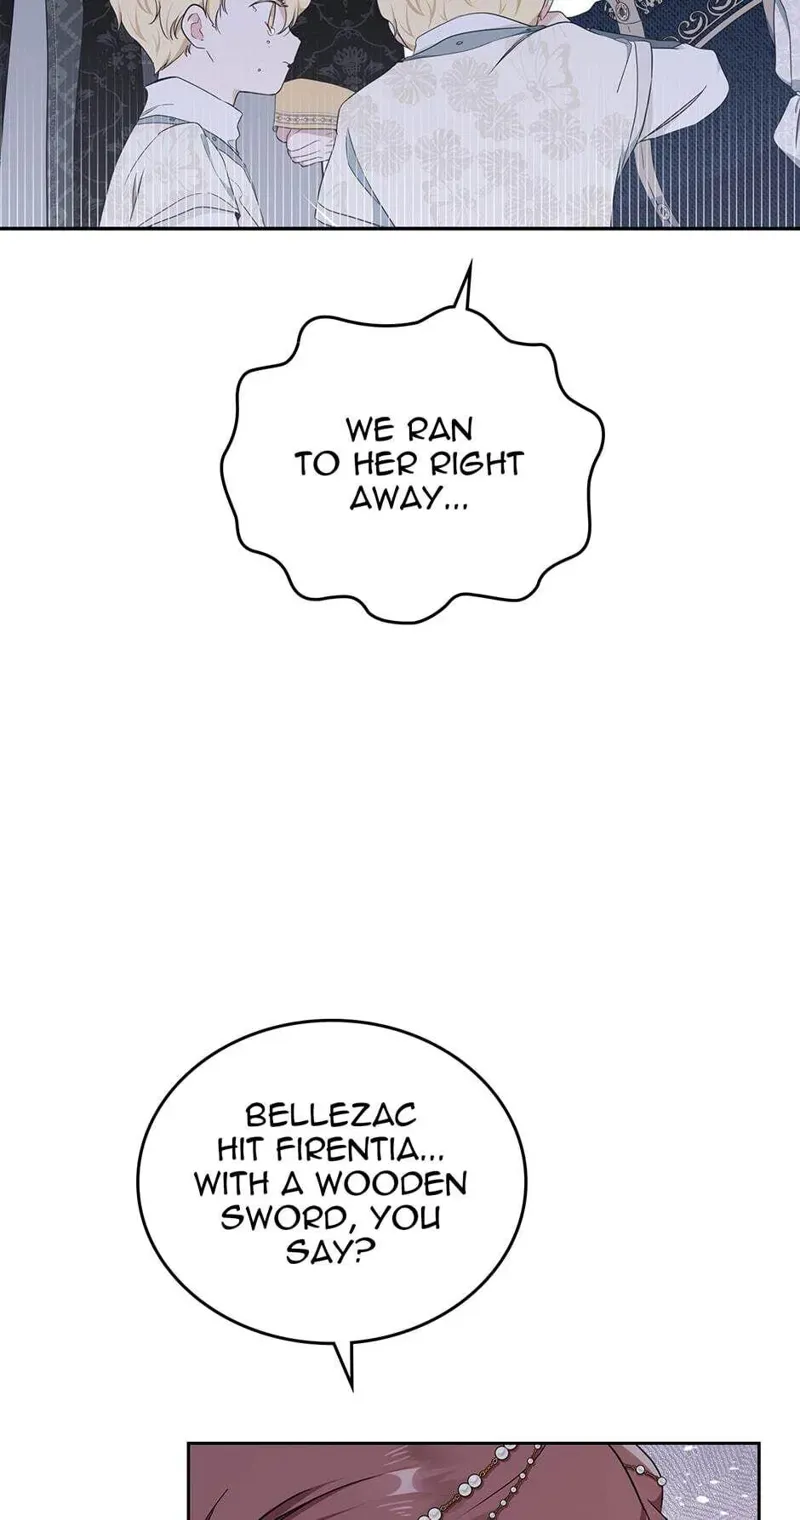 WE RAN
TO HER RIGHT
AWAY...
BELLEZAC
HIT FIRENTIA...
WITH A WOODEN
SWORD, YOU
SAY?